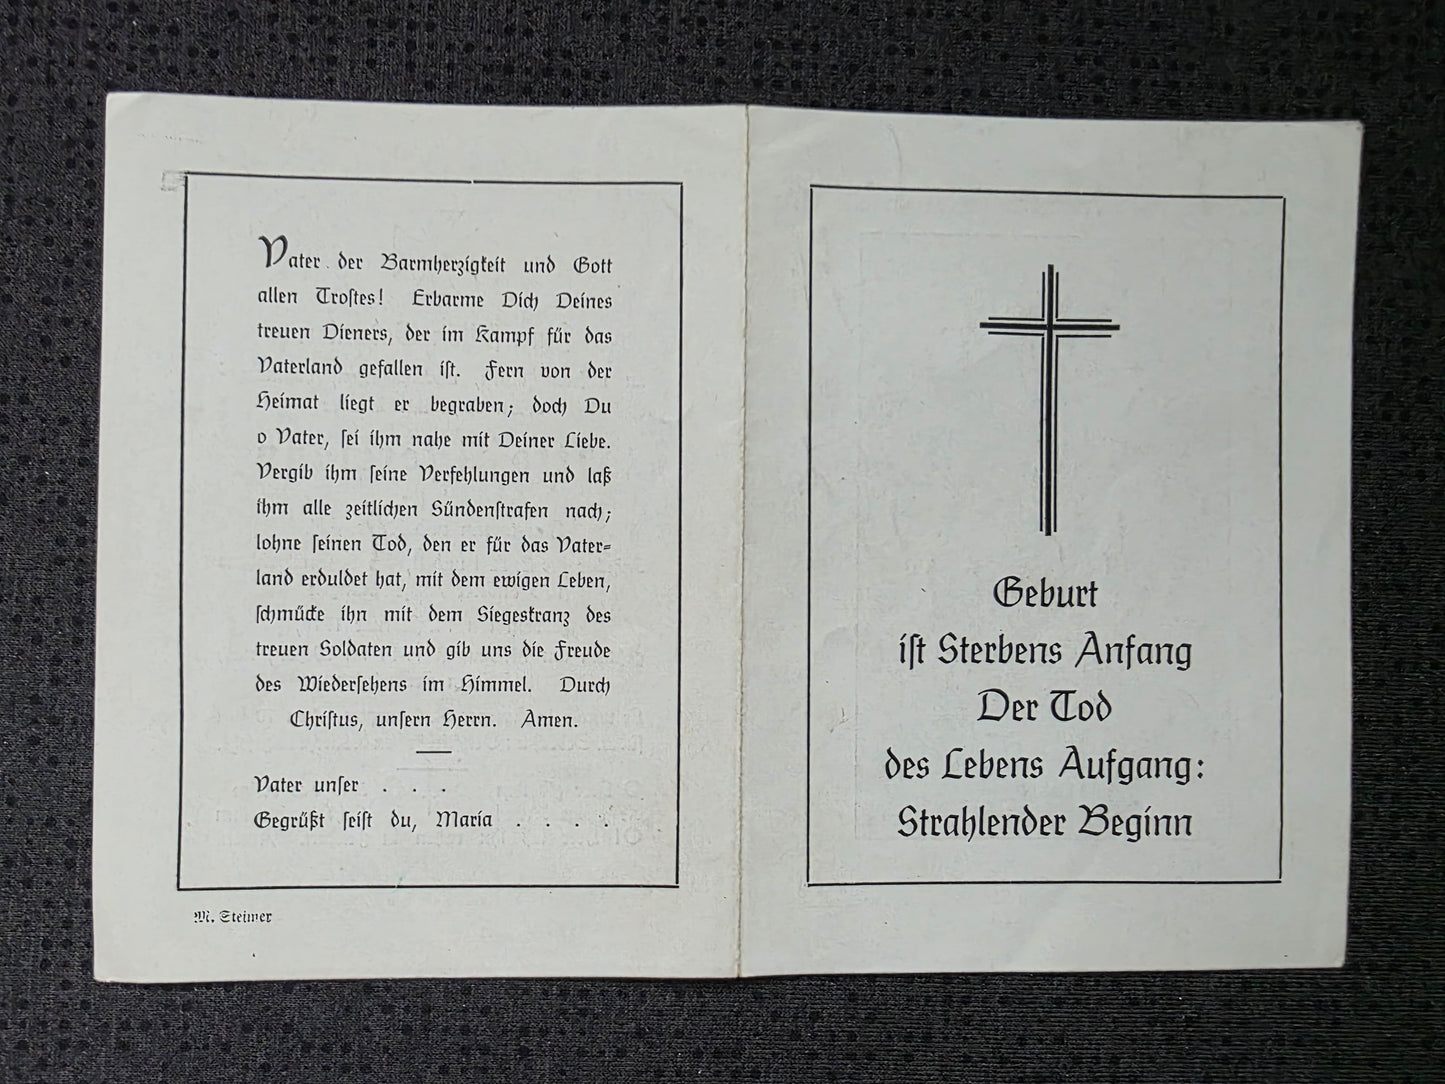 Vater der Barmherzigkeit und Gott
allen Troſtes! Erbarme Dich Deines
treuen Dieners, der im Kampf für das
Vaterland gefallen iſt. Fern von der
Heimat liegt er begraben; doch Du
o Vater, ſei ihm nahe mit Deiner Liebe.
Vergib ihm ſeine Verfehlungen und laß
ihm alle zeitlichen Sündenſtrafen nach;
lohne ſeinen Tod, den er für das Vater=
land erduldet hat, mit dem ewigen Leben,
ſchmücke ihn mit dem Siegeskranz des
treuen Soldaten und gib uns die Freude
des Wiederſehens im Himmel. Durch
Chriſtus, unſern Herrn. Amen.
Vater unſer . . .
Gegrüßt ſeiſt du, Maria . . . .
M. Steiner
Geburt
iſt Sterbens Anfang
Der Tod
des Lebens Aufgang:
Strahlender Beginn